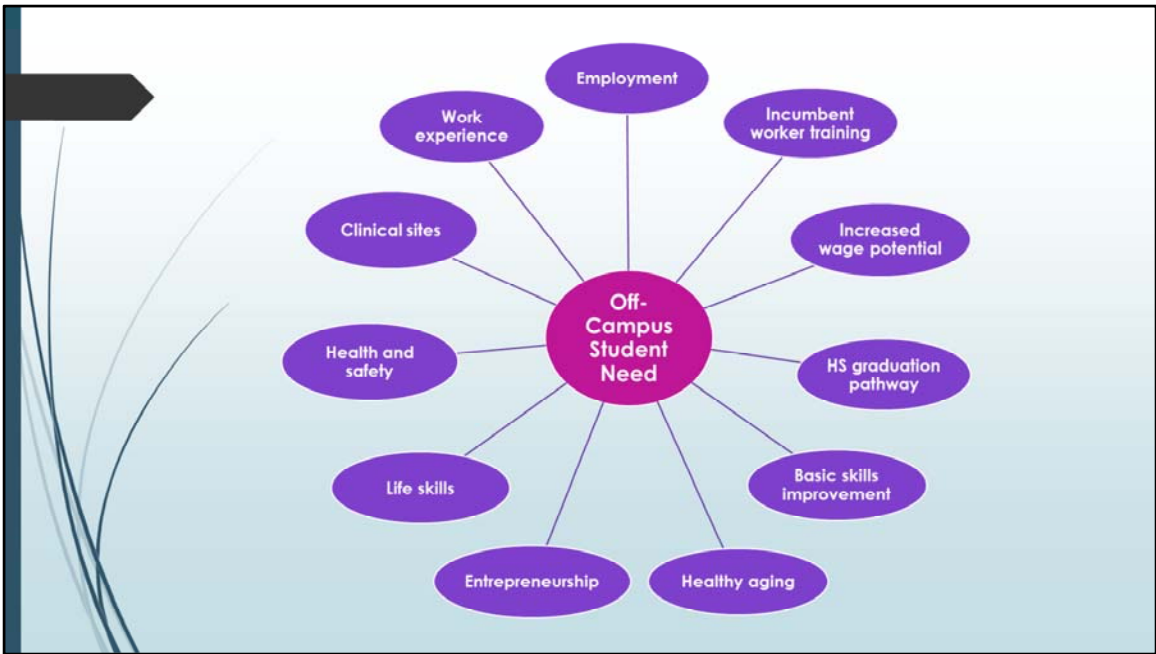 Employment
Incumbent
worker training
Increased
wage potential
HS graduation
pathway
Basic skills
improvement
Healthy aging
Entrepreneurship
Life skills
Health and
safety
Clinical sites
Work
experience
Off-
Campus
Student
Need